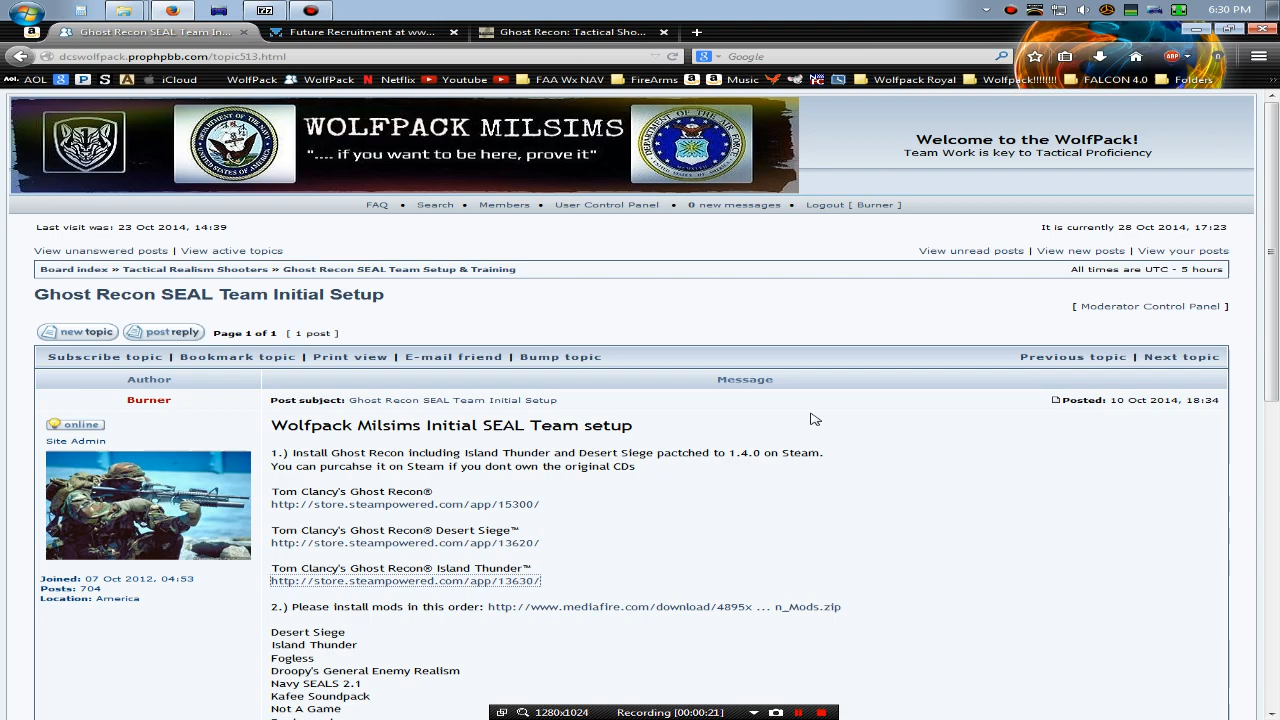 6:30 PM
Ghost Recon SEAL Team In...
Future Recruitment at ww...
Ghost Recon: Tactical Sho...
dcswolfpack.prophpbb.com/topic513.html
Google
AOL
iCloud
WolfPack
WolfPack
Netflix
Youtube
FAA Wx NAV
FireArms
Music
Wolfpack Royal
Wolfpack!!!!!!!!
FALCON 4.0
Folders
WOLFPACK MILSIMS
".... if you want to be here, prove it"
Welcome to the WolfPack!
Team Work is key to Tactical Proficiency
FAQ • Search • Members • User Control Panel • 0 new messages • Logout [ Burner ]
Last visit was: 23 Oct 2014, 14:39
It is currently 28 Oct 2014, 17:23
View unanswered posts | View active topics
View unread posts | View new posts | View your posts
Board index » Tactical Realism Shooters » Ghost Recon SEAL Team Setup & Training
All times are UTC - 5 hours
Ghost Recon SEAL Team Initial Setup
[ Moderator Control Panel ]
new topic
post reply
Page 1 of 1 [ 1 post ]
Subscribe topic | Bookmark topic | Print view | E-mail friend | Bump topic
Previous topic | Next topic
Author
Message
Burner
Post subject: Ghost Recon SEAL Team Initial Setup
Posted: 10 Oct 2014, 18:34
online
Site Admin
Joined: 07 Oct 2012, 04:53
Posts: 704
Location: America
Wolfpack Milsims Initial SEAL Team setup
1.) Install Ghost Recon including Island Thunder and Desert Siege pactched to 1.4.0 on Steam.
You can purcahse it on Steam if you dont own the original CDs
Tom Clancy's Ghost Recon®
http://store.steampowered.com/app/15300/
Tom Clancy's Ghost Recon® Desert Siege™
http://store.steampowered.com/app/13620/
Tom Clancy's Ghost Recon® Island Thunder™
http://store.steampowered.com/app/13630/
2.) Please install mods in this order: http://www.mediafire.com/download/4895x ... n_Mods.zip
Desert Siege
Island Thunder
Fogless
Droopy's General Enemy Realism
Navy SEALS 2.1
Kafee Soundpack
Not A Game
1280x1024
Recording [00:00:21]